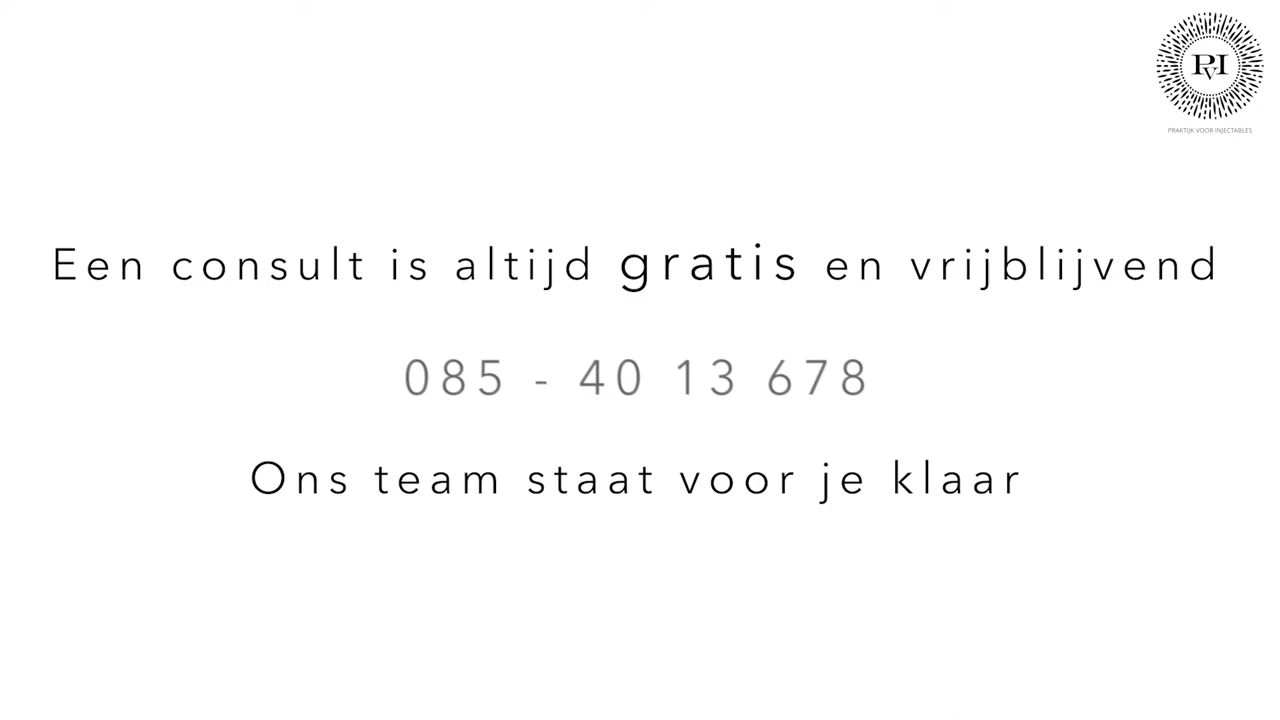 PVI
PRAKTIJK VOOR INJECTABLES
Een consult is altijd gratis en vrijblijvend
085 - 40 13 678
Ons team staat voor je klaar